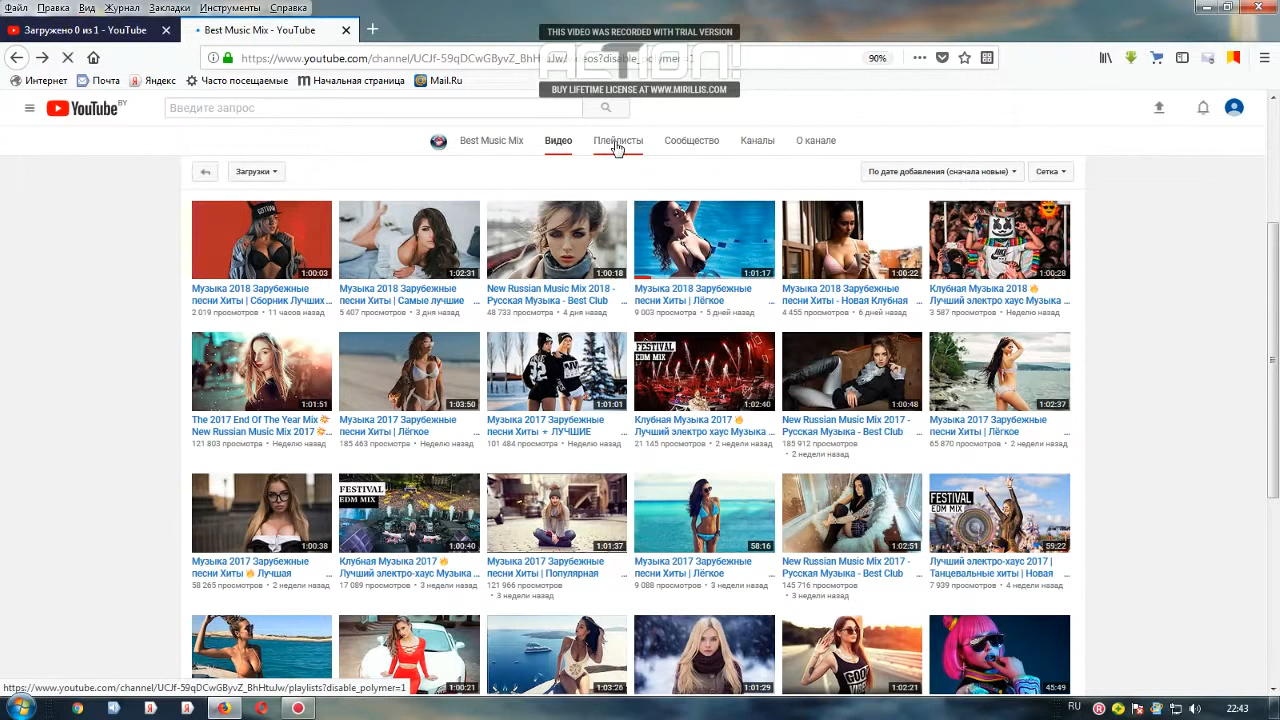 Файл Правка Вид Журнал Закладки Инструменты Справка
Загружено 0 из 1 - YouTube
Best Music Mix - YouTube
THIS VIDEO WAS RECORDED WITH TRIAL VERSION
ACTION!
BUY LIFETIME LICENSE AT WWW.MIRILLIS.COM
90%
Интернет Почта Яндекс Часто посещаемые Начальная страница Mail.Ru
YouTube BY
Введите запрос
Best Music Mix Видео Плейлисты Сообщество Каналы О канале
Загрузки
По дате добавления (сначала новые)
Сетка
1:00:03 1:02:31 1:00:18 1:01:17 1:00:22 1:00:28
Музыка 2018 Зарубежные
песни Хиты | Сборник Лучших ...
2 019 просмотров • 11 часов назад
Музыка 2018 Зарубежные
песни Хиты | Самые лучшие ...
5 407 просмотров • 3 дня назад
New Russian Music Mix 2018 -
Русская Музыка - Best Club ...
48 733 просмотра • 4 дня назад
Музыка 2018 Зарубежные
песни Хиты | Лёгкое ...
9 003 просмотра • 5 дней назад
Музыка 2018 Зарубежные
песни Хиты - Новая Клубная ...
4 455 просмотров • 6 дней назад
Клубная Музыка 2018 🔥
Лучший электро хаус Музыка ...
3 587 просмотров • Неделю назад
1:01:51 1:03:50 1:01:01
FESTIVAL
EDM MIX
1:02:40 1:00:48 1:02:37
The 2017 End Of The Year Mix 💥
New Russian Music Mix 2017 💥...
121 803 просмотра • Неделю назад
Музыка 2017 Зарубежные
песни Хиты | Лёгкое ...
185 463 просмотра • Неделю назад
Музыка 2017 Зарубежные
песни Хиты + ЛУЧШИЕ ...
101 484 просмотра • Неделю назад
Клубная Музыка 2017 🔥
Лучший электро хаус Музыка ...
21 145 просмотров • 2 недели назад
New Russian Music Mix 2017 -
Русская Музыка - Best Club ...
185 912 просмотров
• 2 недели назад
Музыка 2017 Зарубежные
песни Хиты | Лёгкое ...
65 870 просмотров • 2 недели назад
1:00:38
FESTIVAL
EDM MIX
1:00:40 1:01:37 58:16 1:02:51
FESTIVAL
EDM MIX
59:22
Музыка 2017 Зарубежные
песни Хиты 🔥 Лучшая ...
58 265 просмотров • 2 недели назад
Клубная Музыка 2017 🔥
Лучший электро-хаус Музыка ...
17 089 просмотров • 3 недели назад
Музыка 2017 Зарубежные
песни Хиты | Популярная ...
121 966 просмотров
• 3 недели назад
Музыка 2017 Зарубежные
песни Хиты | Лёгкое ...
9 088 просмотров • 3 недели назад
New Russian Music Mix 2017 -
Русская Музыка - Best Club ...
145 716 просмотров
• 3 недели назад
Лучший электро-хаус 2017 |
Танцевальные хиты | Новая ...
7 939 просмотров • 4 недели назад
1:00:21 1:03:26 1:01:29
GOOD
1:02:21 45:49
https://www.youtube.com/channel/UCJf-59qDCwGByvZ_BhHtuJw/playlists?disable_polymer=1
RU
22:43